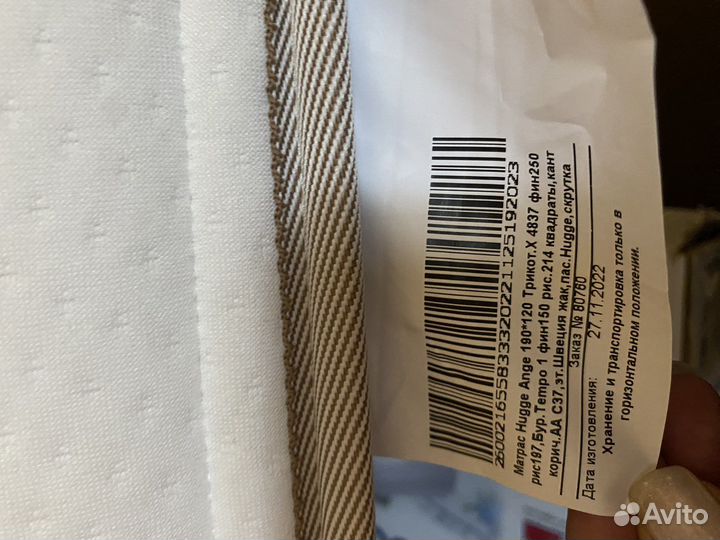 260021655833320221125192023
Матрас Hugge Ange 190*120 Трикот.X 4837 фин250
рис197,Бур.Tempo 1 фин150 рис.214 квадраты,кант
корич.АА С37,эт.Швеция жак,пас.Hugge,скрутка
Заказ № 80760
Дата изготовления: 27.11.2022
Хранение и транспортировка только в
горизонтальном положении.
Avito